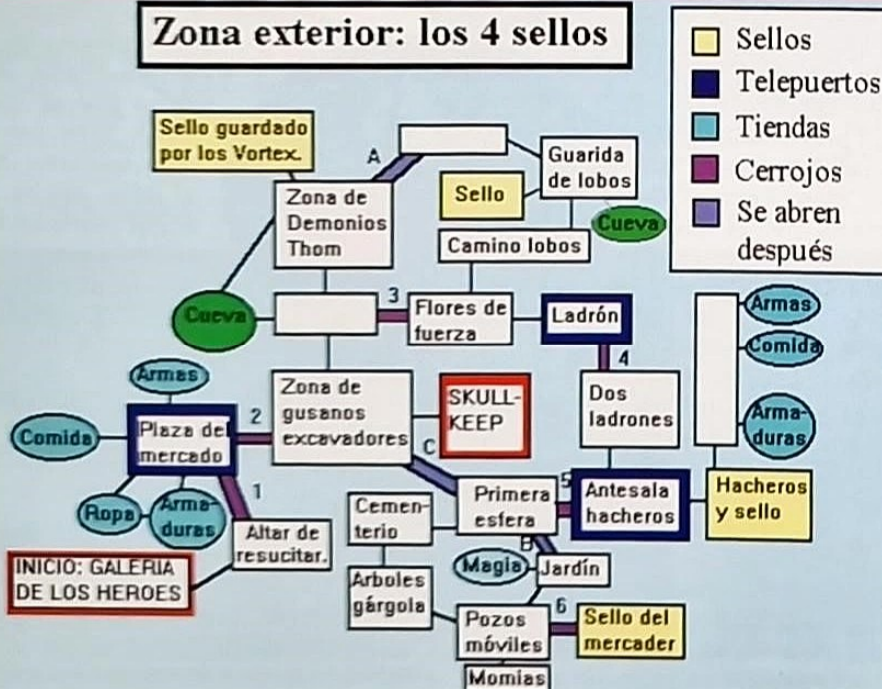 Zona exterior: los 4 sellos
Sellos
Telepuertos
Tiendas
Cerrojos
Se abren
después
Sello guardado
por los Vortex.
A
Guarida
de lobos
Zona de
Demonios
Thom
Sello
Cueva
Camino lobos
Cueva
3
Flores de
fuerza
Ladrón
4
Armas
Comida
Armas
Zona de
gusanos
excavadores
SKULL-
KEEP
Dos
ladrones
Arma-
duras
Comida
Plaza del
mercado
2
C
Ropa
Arma-
duras
1
Altar de
resucitar.
INICIO: GALERIA
DE LOS HEROES
Cemen-
terio
Primera
esfera
5
Antesala
hacheros
Hacheros
y sello
B
Magia
Jardín
Arboles
gárgola
Pozos
móviles
6
Sello del
mercader
Momias